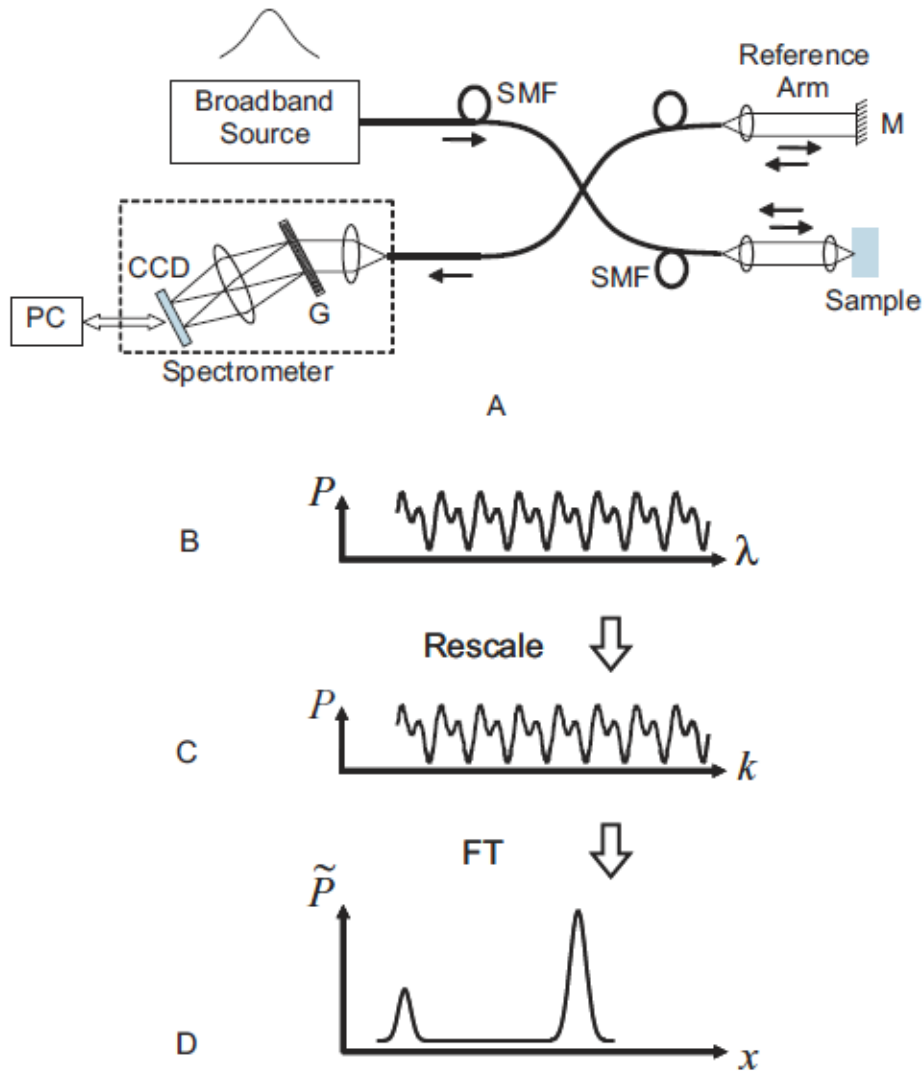 Broadband
Source
SMF
Reference
Arm
M
CCD
G
SMF
Sample
PC
Spectrometer
A
P
B
λ
Rescale
P
C
k
FT
P̃
D
x